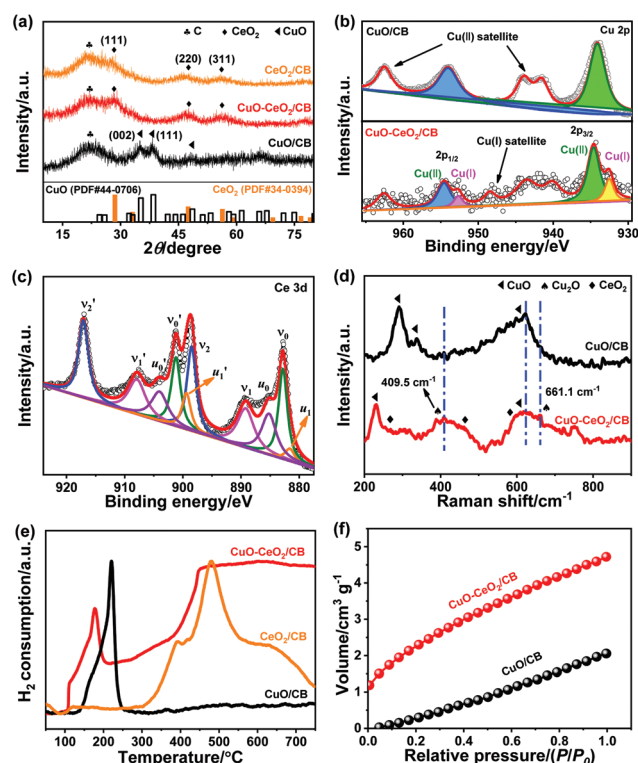 (a)
♣ C ♦ CeO₂ ◄ CuO
(111)
(220) (311)
CeO₂/CB
CuO-CeO₂/CB
(002) (111)
CuO/CB
CuO (PDF#44-0706) CeO₂ (PDF#34-0394)
Intensity/a.u.
15 30 45 60 75
2θ/degree
(b)
CuO/CB Cu 2p
Cu(ll) satellite
CuO-CeO₂/CB
Cu(l) satellite
2p₁/₂ 2p₃/₂
Cu(ll) Cu(l) Cu(ll) Cu(l)
Intensity/a.u.
960 950 940 930
Binding energy/eV
(c)
Ce 3d
ν₂' ν₀' ν₀
ν₁' u₀' ν₂ u₁' ν₁ u₀ u₁
Intensity/a.u.
920 900 880
Binding energy/eV
(d)
◄ CuO ♠ Cu₂O ♦ CeO₂
CuO/CB
409.5 cm⁻¹ 661.1 cm⁻¹
CuO-CeO₂/CB
Intensity/a.u.
200 400 600 800
Raman shift/cm⁻¹
(e)
CuO-CeO₂/CB
CeO₂/CB
CuO/CB
H₂ consumption/a.u.
100 200 300 400 500 600 700
Temperature/°C
(f)
CuO-CeO₂/CB
CuO/CB
Volume/cm³ g⁻¹
6
5
4
3
2
1
0
0.0 0.2 0.4 0.6 0.8 1.0
Relative pressure/(P/P₀)